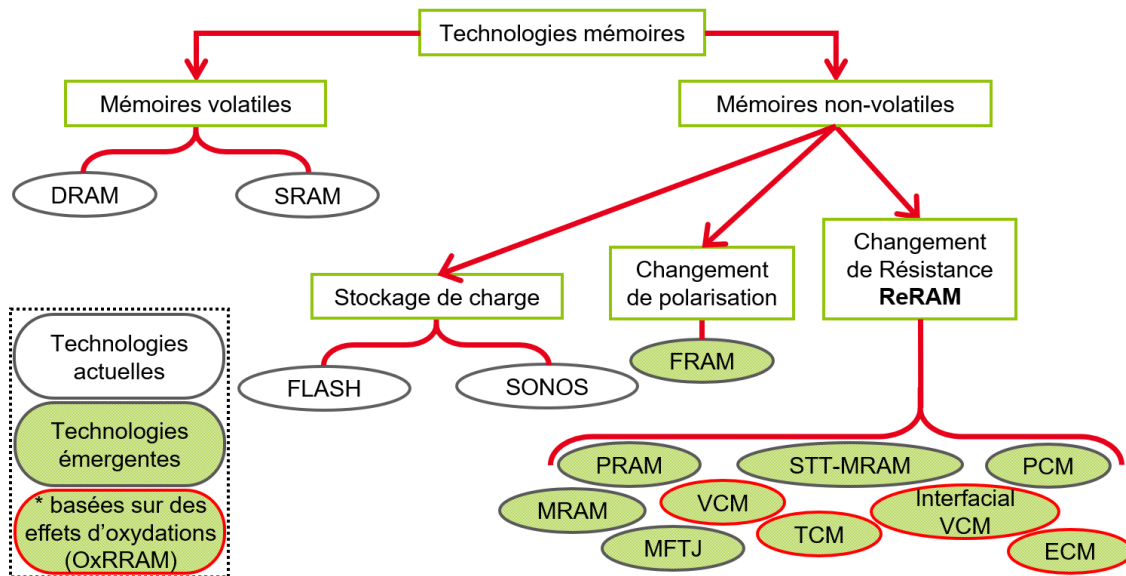 Technologies mémoires
Mémoires volatiles
Mémoires non-volatiles
DRAM
SRAM
Stockage de charge
Changement
de polarisation
Changement
de Résistance
ReRAM
FLASH
SONOS
FRAM
Technologies
actuelles
Technologies
émergentes
* basées sur des
effets d’oxydations
(OxRRAM)
PRAM
STT-MRAM
PCM
MRAM
VCM
Interfacial
VCM
MFTJ
TCM
ECM